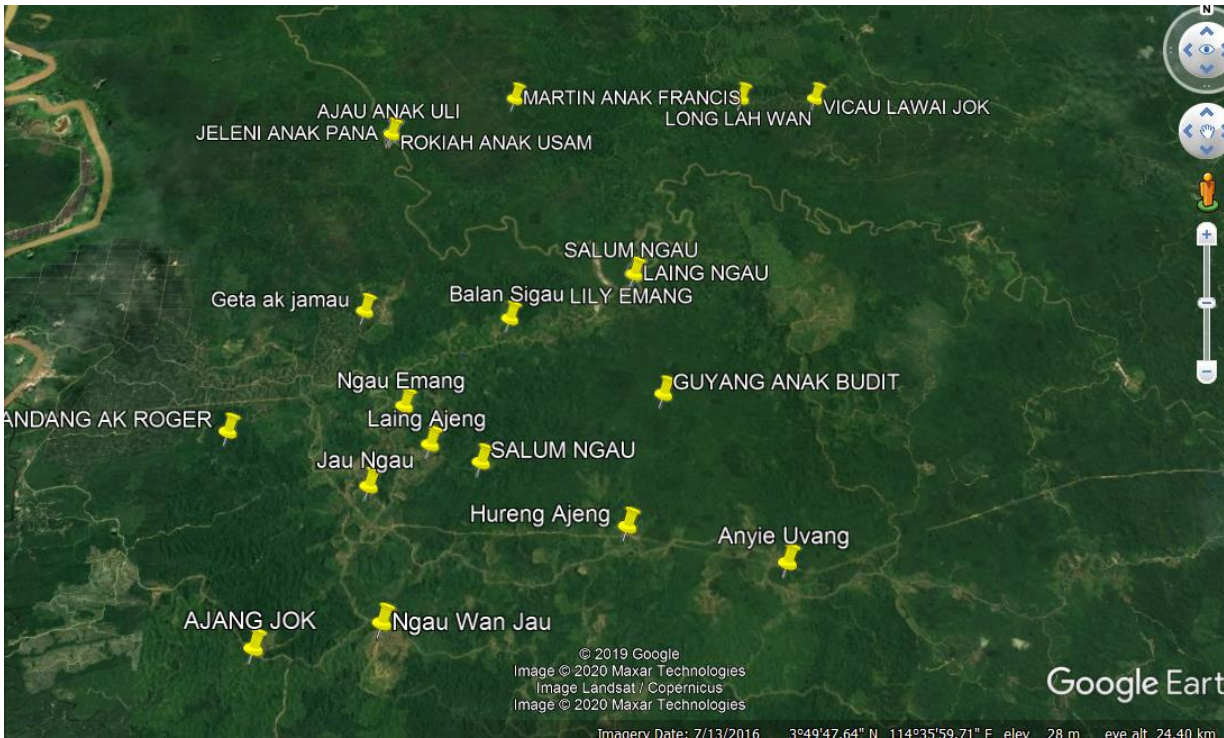 N
MARTIN ANAK FRANCIS
VICAU LAWAI JOK
AJAU ANAK ULI
LONG LAH WAN
JELENI ANAK PANA
ROKIAH ANAK USAM
SALUM NGAU
LAING NGAU
Geta ak jamau
Balan Sigau
LILY EMANG
Ngau Emang
GUYANG ANAK BUDIT
ANDANG AK ROGER
Laing Ajeng
SALUM NGAU
Jau Ngau
Hureng Ajeng
Anyie Uvang
AJANG JOK
Ngau Wan Jau
© 2019 Google
Image © 2020 Maxar Technologies
Image Landsat / Copernicus
Image © 2020 Maxar Technologies
Google Eart
Imagery Date: 7/13/2016 3°49'47.64" N 114°35'59.71" E elev 28 m eye alt 24.40 km